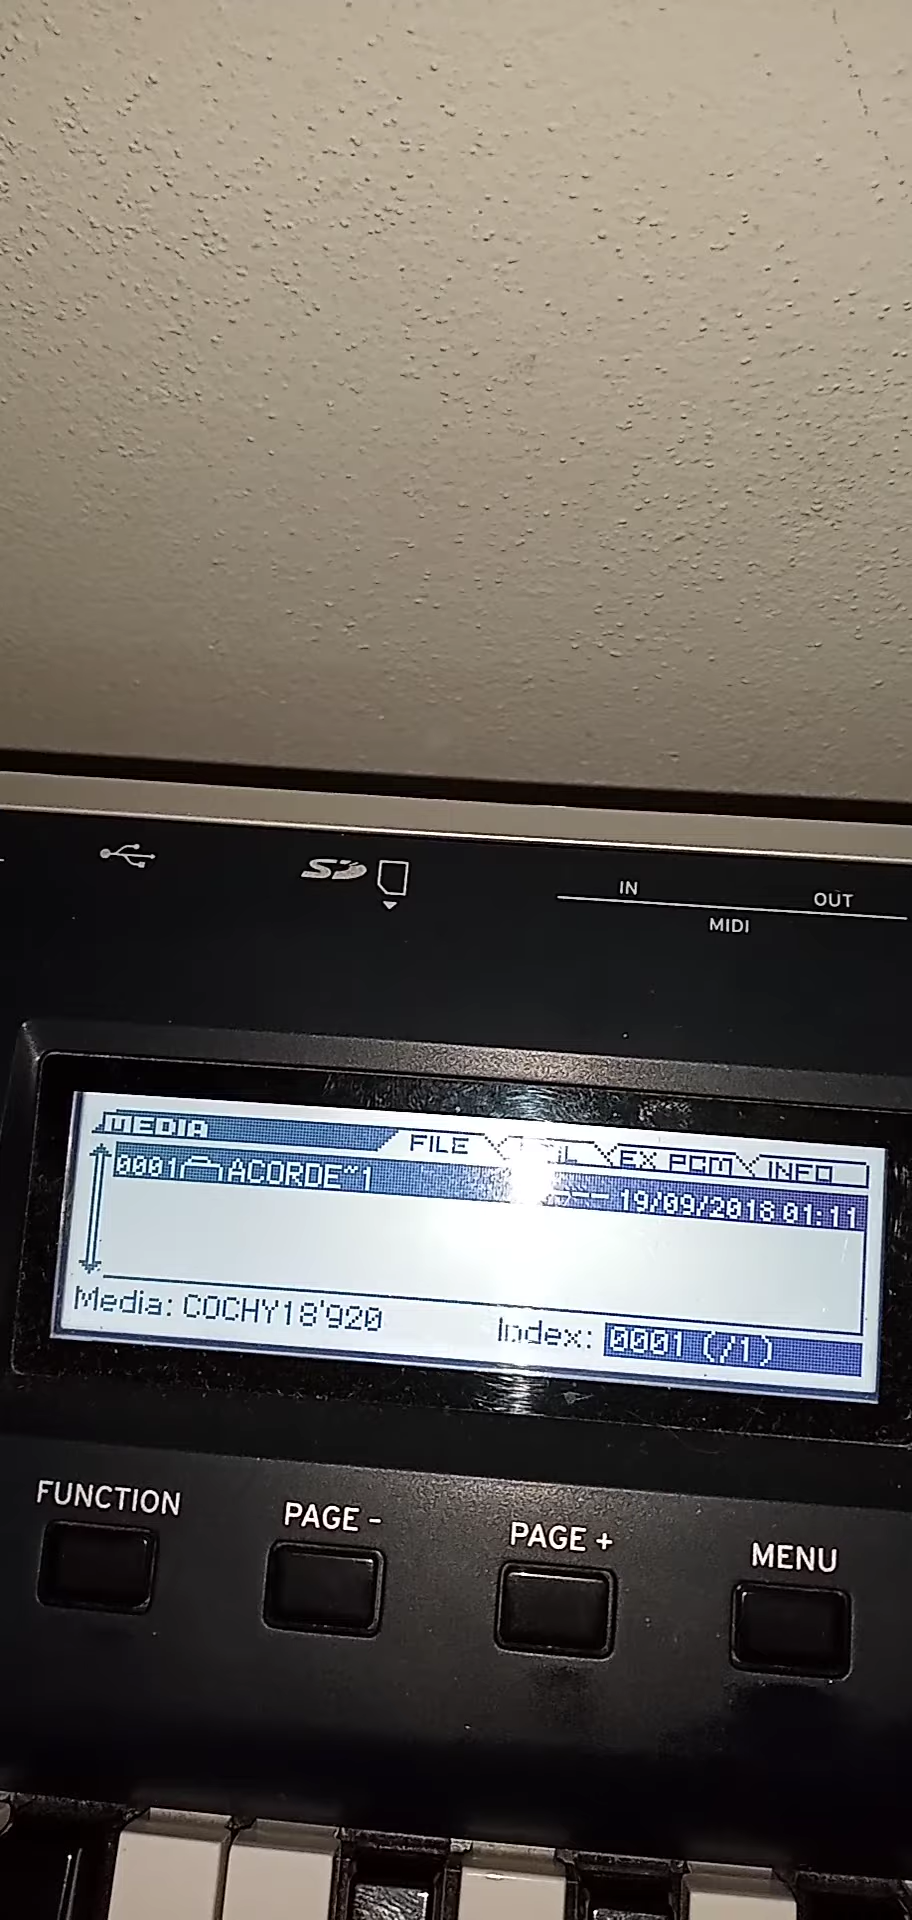 SD
IN
OUT
MIDI
MEDIA
FILE
EX PCM
INFO
0001 ACORDE~1 ---- 19/09/2018 01:11
Media: COCHY18'920
Index: 0001 (/1)
FUNCTION
PAGE -
PAGE +
MENU